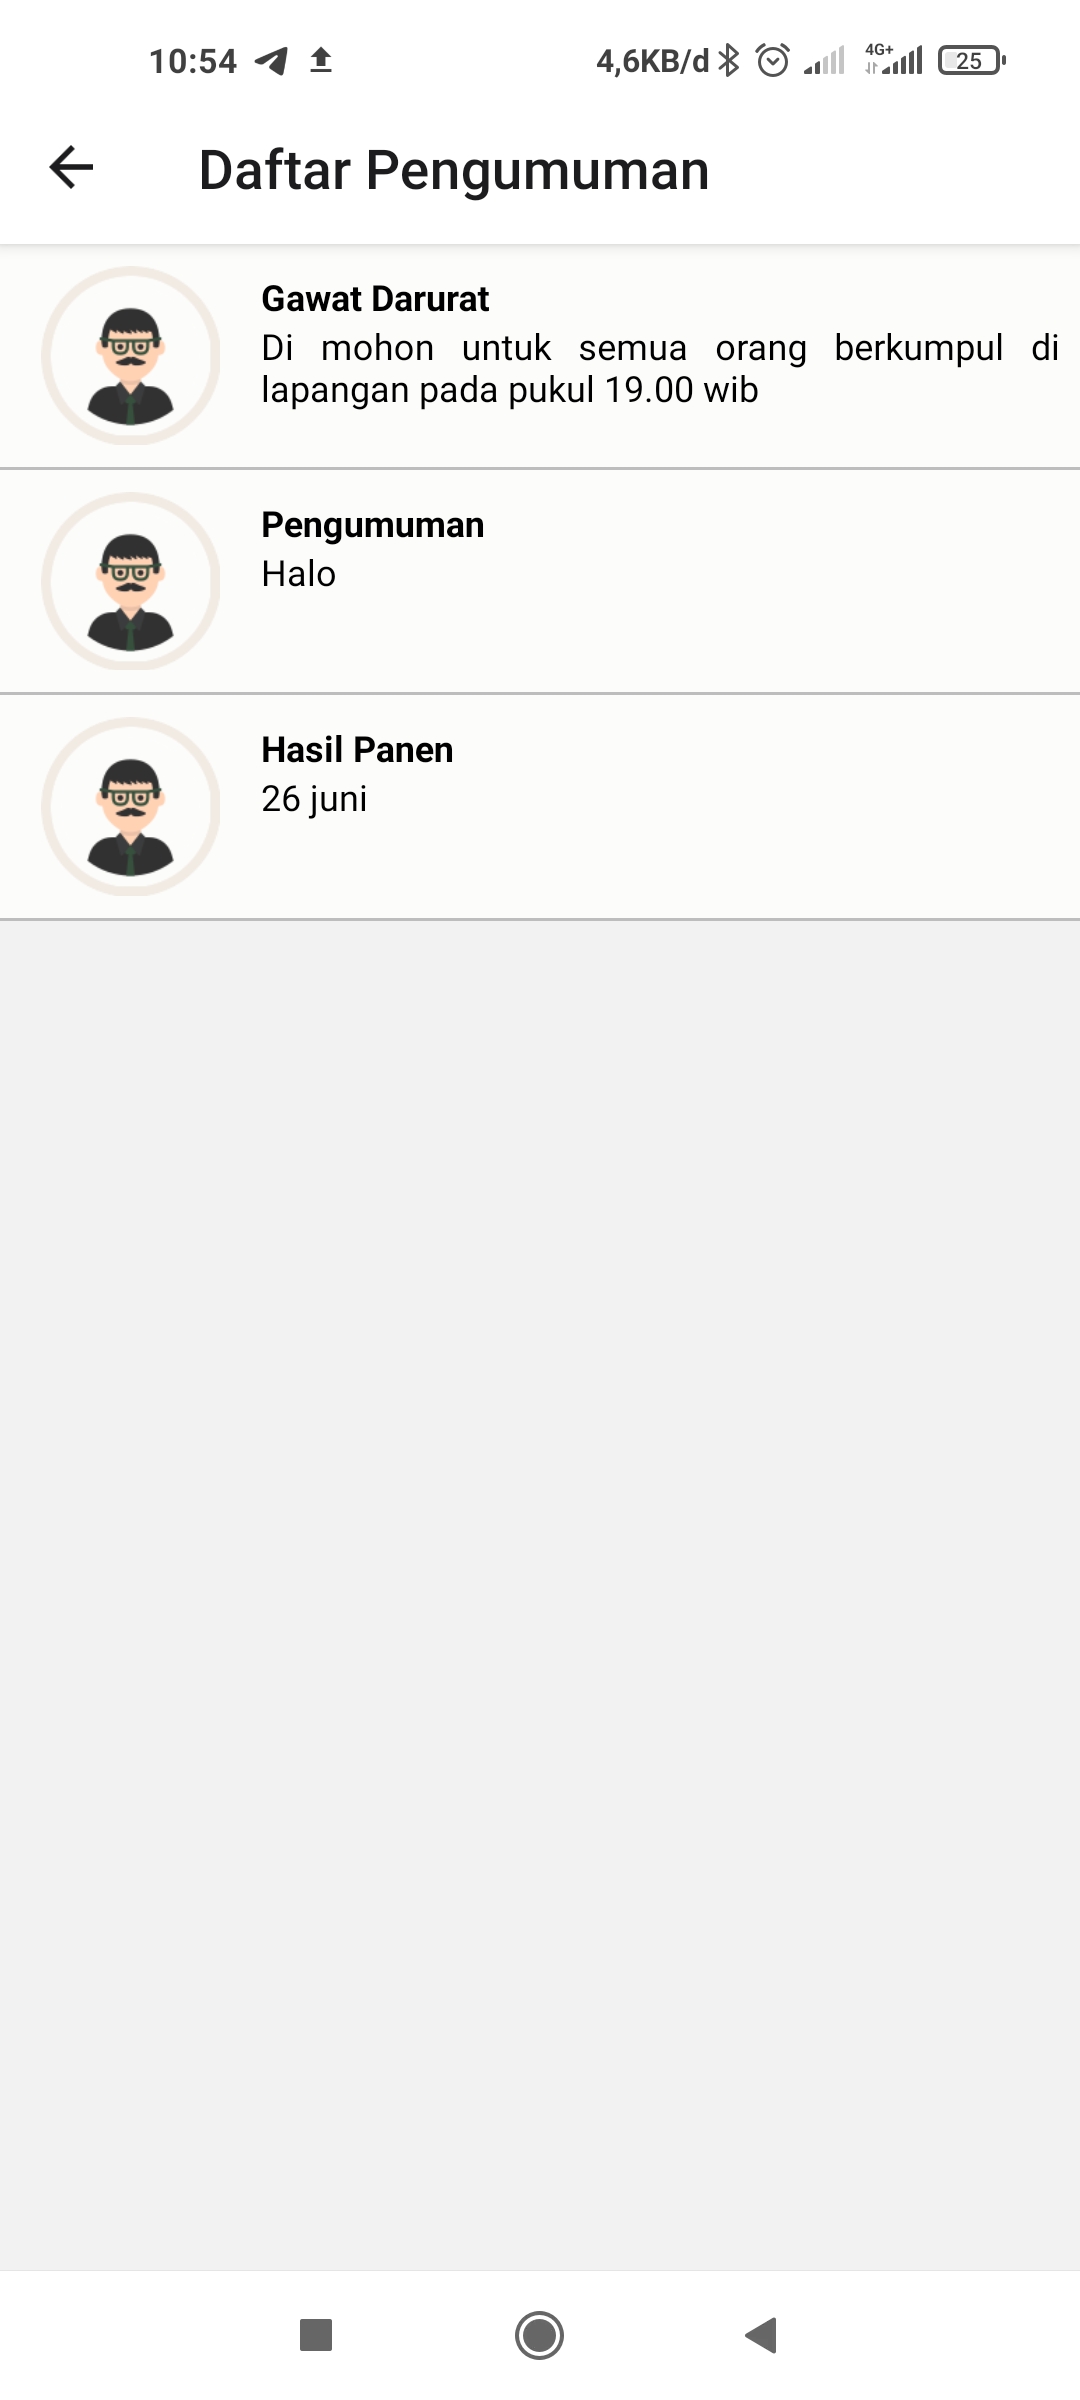 10:54 4,6KB/d 4G+ 25
Daftar Pengumuman
Gawat Darurat
Di mohon untuk semua orang berkumpul di
lapangan pada pukul 19.00 wib
Pengumuman
Halo
Hasil Panen
26 juni